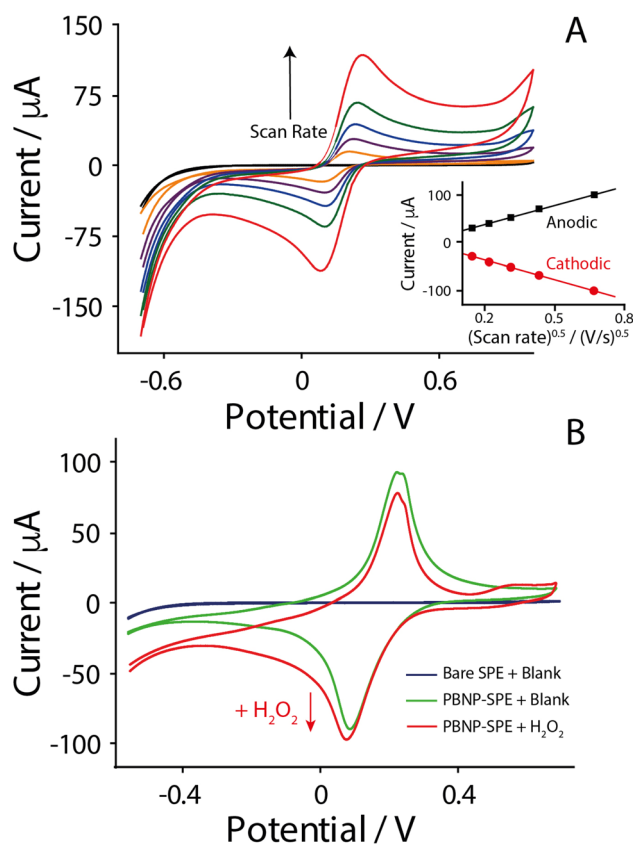 A
150
75
0
-75
-150
Current / μA
Scan Rate
-0.6
0
0.6
Potential / V
100
0
-100
Current / μA
Anodic
Cathodic
0.2
0.5
0.8
(Scan rate)^0.5 / (V/s)^0.5
B
100
50
0
-50
-100
Current / μA
+ H₂O₂
Bare SPE + Blank
PBNP-SPE + Blank
PBNP-SPE + H₂O₂
-0.4
0
0.4
Potential / V